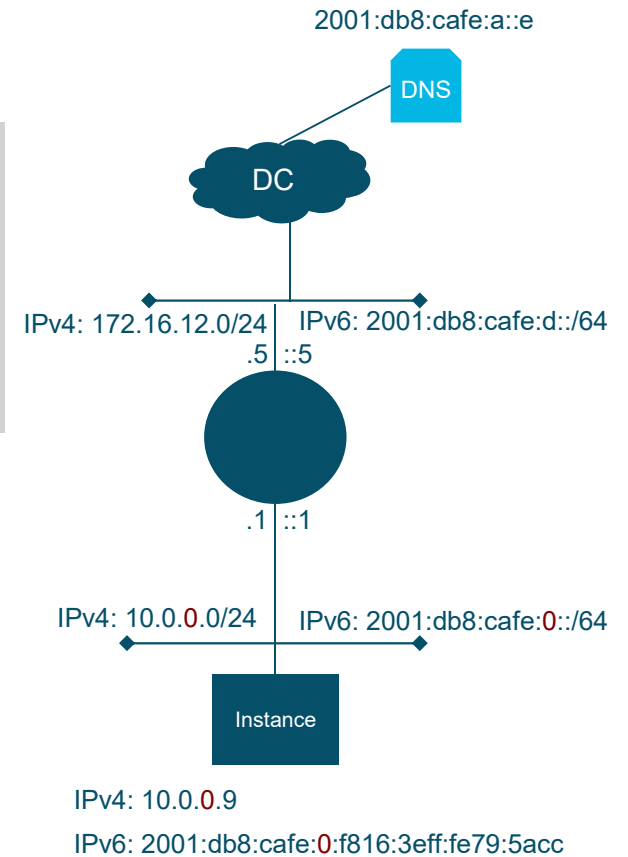 2001:db8:cafe:a::e
DNS
DC
IPv4: 172.16.12.0/24 IPv6: 2001:db8:cafe:d::/64
.5 ::5
.1 ::1
IPv4: 10.0.0.0/24 IPv6: 2001:db8:cafe:0::/64
Instance
IPv4: 10.0.0.9
IPv6: 2001:db8:cafe:0:f816:3eff:fe79:5acc